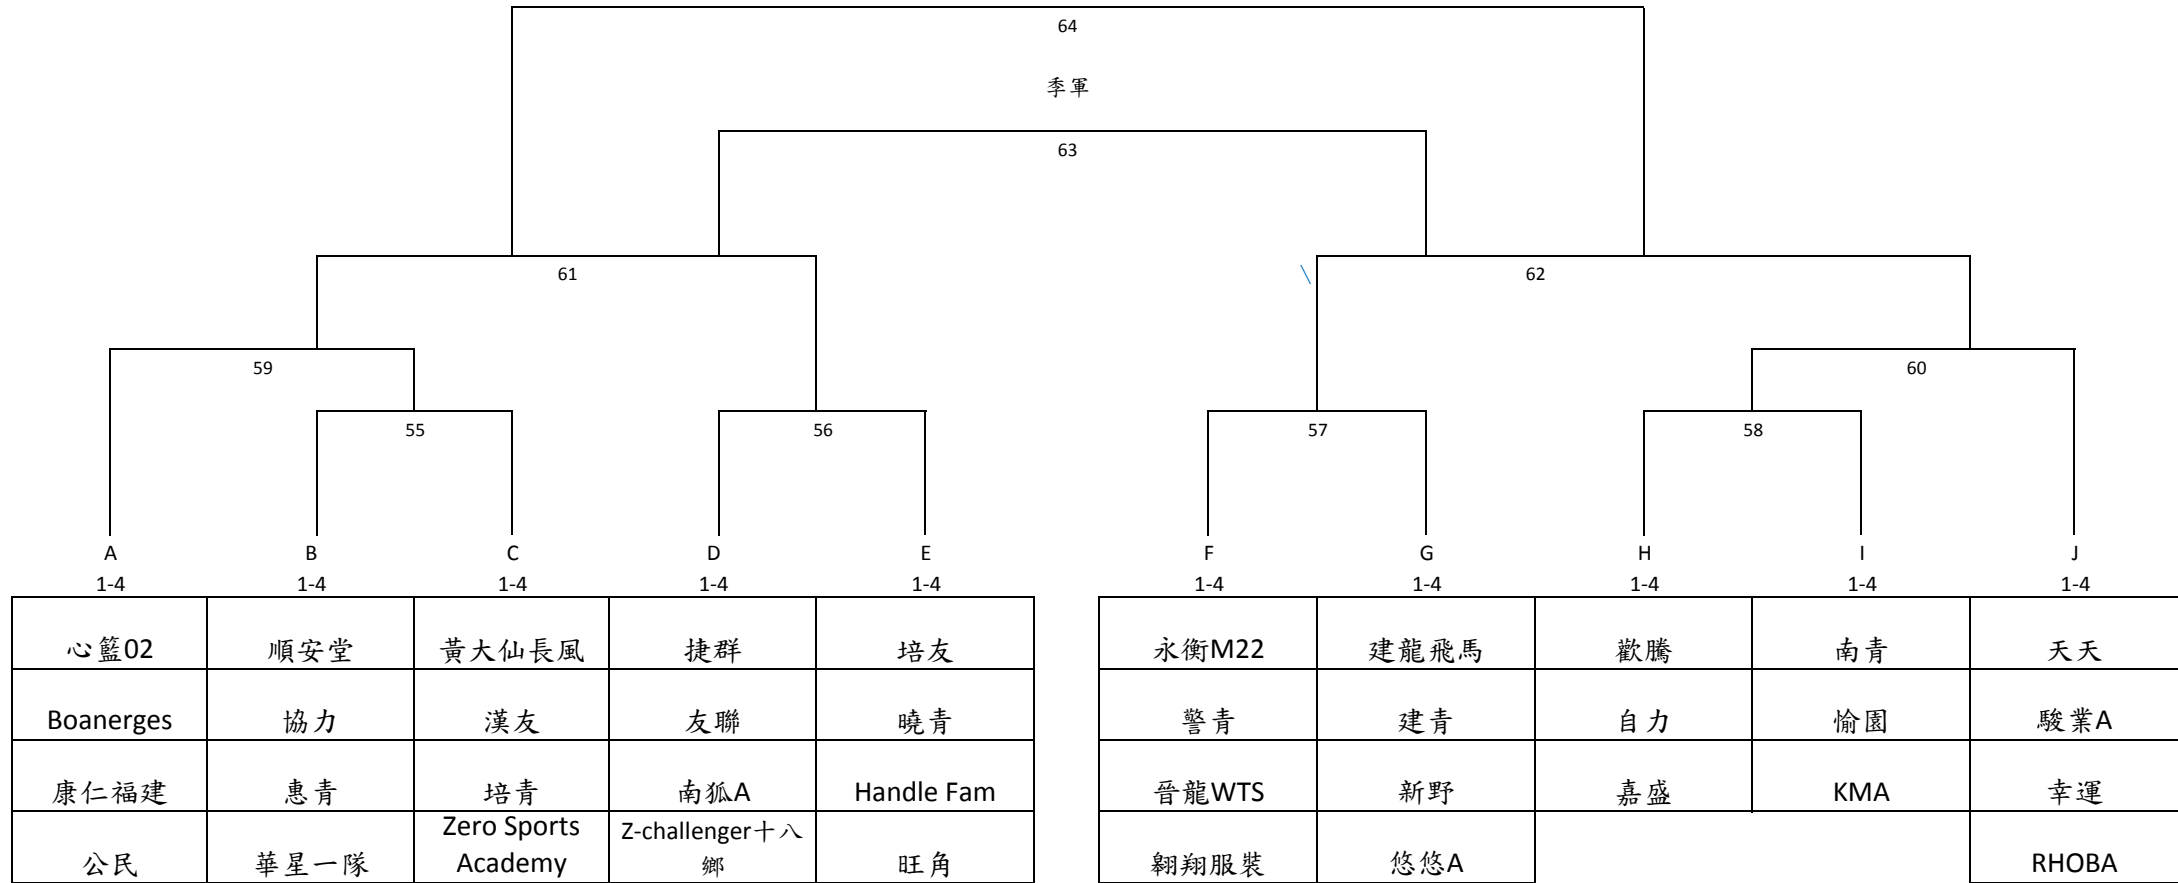 64
季軍
63
61 62
59 60
55 56 57 58
A B C D E F G H I J
1-4 1-4 1-4 1-4 1-4 1-4 1-4 1-4 1-4 1-4
心籃02 順安堂 黃大仙長風 捷群 培友 永衡M22 建龍飛馬 歡騰 南青 天天
Boanerges 協力 漢友 友聯 曉青 警青 建青 自力 愉園 駿業A
康仁福建 惠青 培青 南狐A Handle Fam 晉龍WTS 新野 嘉盛 KMA 幸運
公民 華星一隊 Zero Sports Academy Z-challenger十八鄉 旺角 翱翔服裝 悠悠A RHOBA